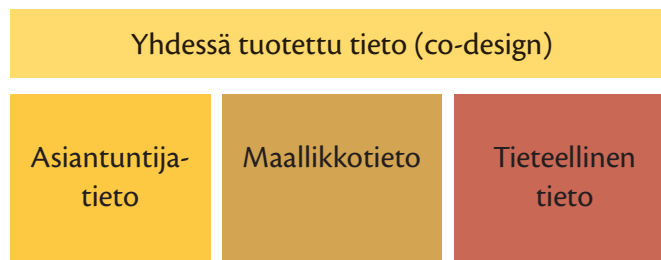 Yhdessä tuotettu tieto (co-design)
Asiantuntija-
tieto
Maallikkotieto
Tieteellinen
tieto